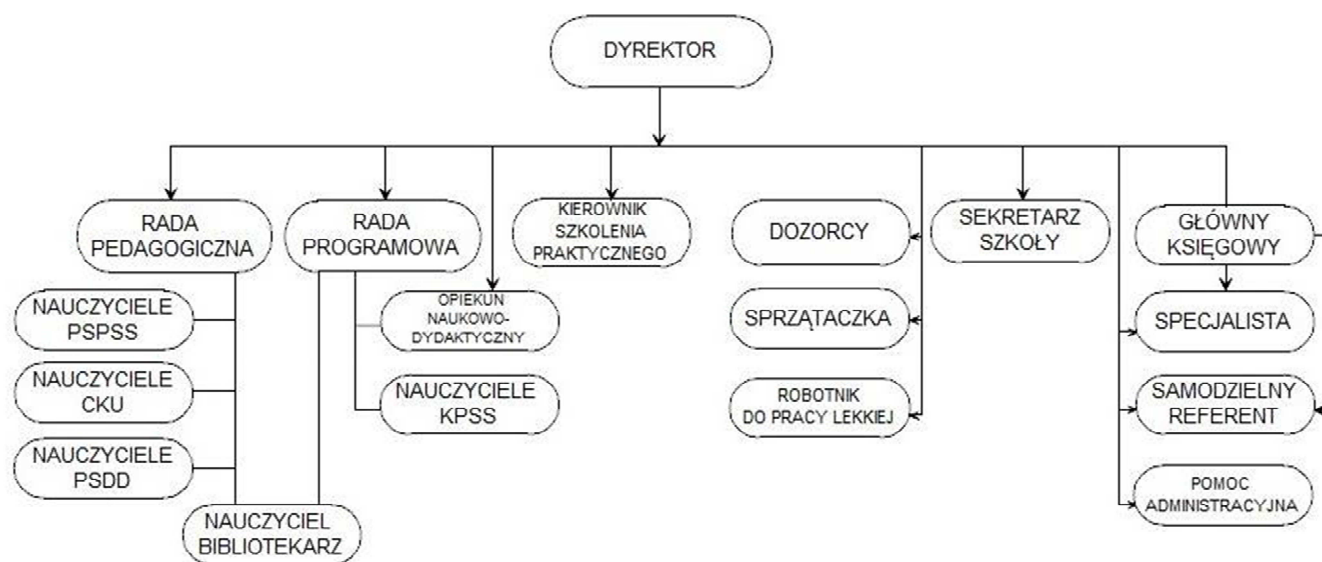 DYREKTOR
RADA
PEDAGOGICZNA
RADA
PROGRAMOWA
KIEROWNIK
SZKOLENIA
PRAKTYCZNEGO
DOZORCY
SEKRETARZ
SZKOŁY
GŁÓWNY
KSIĘGOWY
NAUCZYCIELE
PSPSS
OPIEKUN
NAUKOWO-
DYDAKTYCZNY
SPRZĄTACZKA
SPECJALISTA
NAUCZYCIELE
CKU
NAUCZYCIELE
KPSS
ROBOTNIK
DO PRACY LEKKIEJ
SAMODZIELNY
REFERENT
NAUCZYCIELE
PSDD
POMOC
ADMINISTRACYJNA
NAUCZYCIEL
BIBLIOTEKARZ